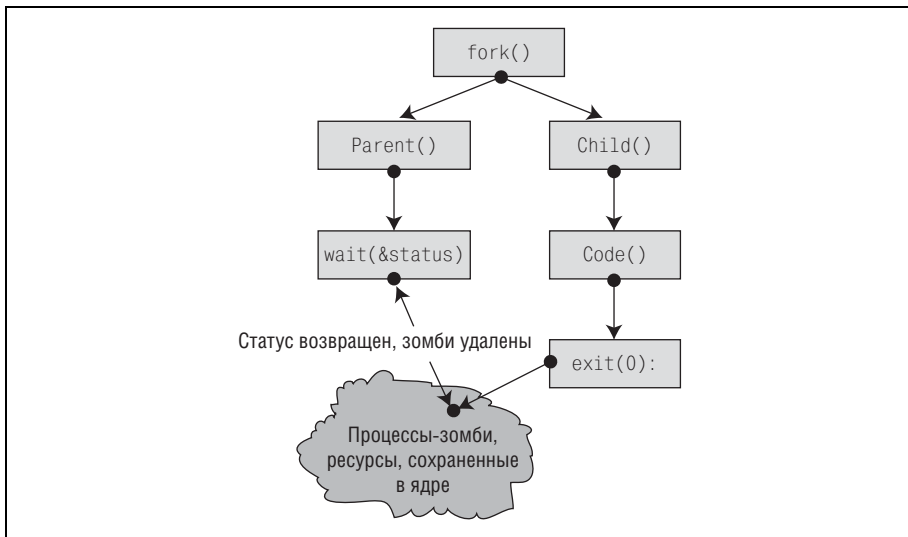 fork()
Parent()
Child()
wait(&status)
Code()
Статус возвращен, зомби удалены
exit(0):
Процессы-зомби,
ресурсы, сохраненные
в ядре